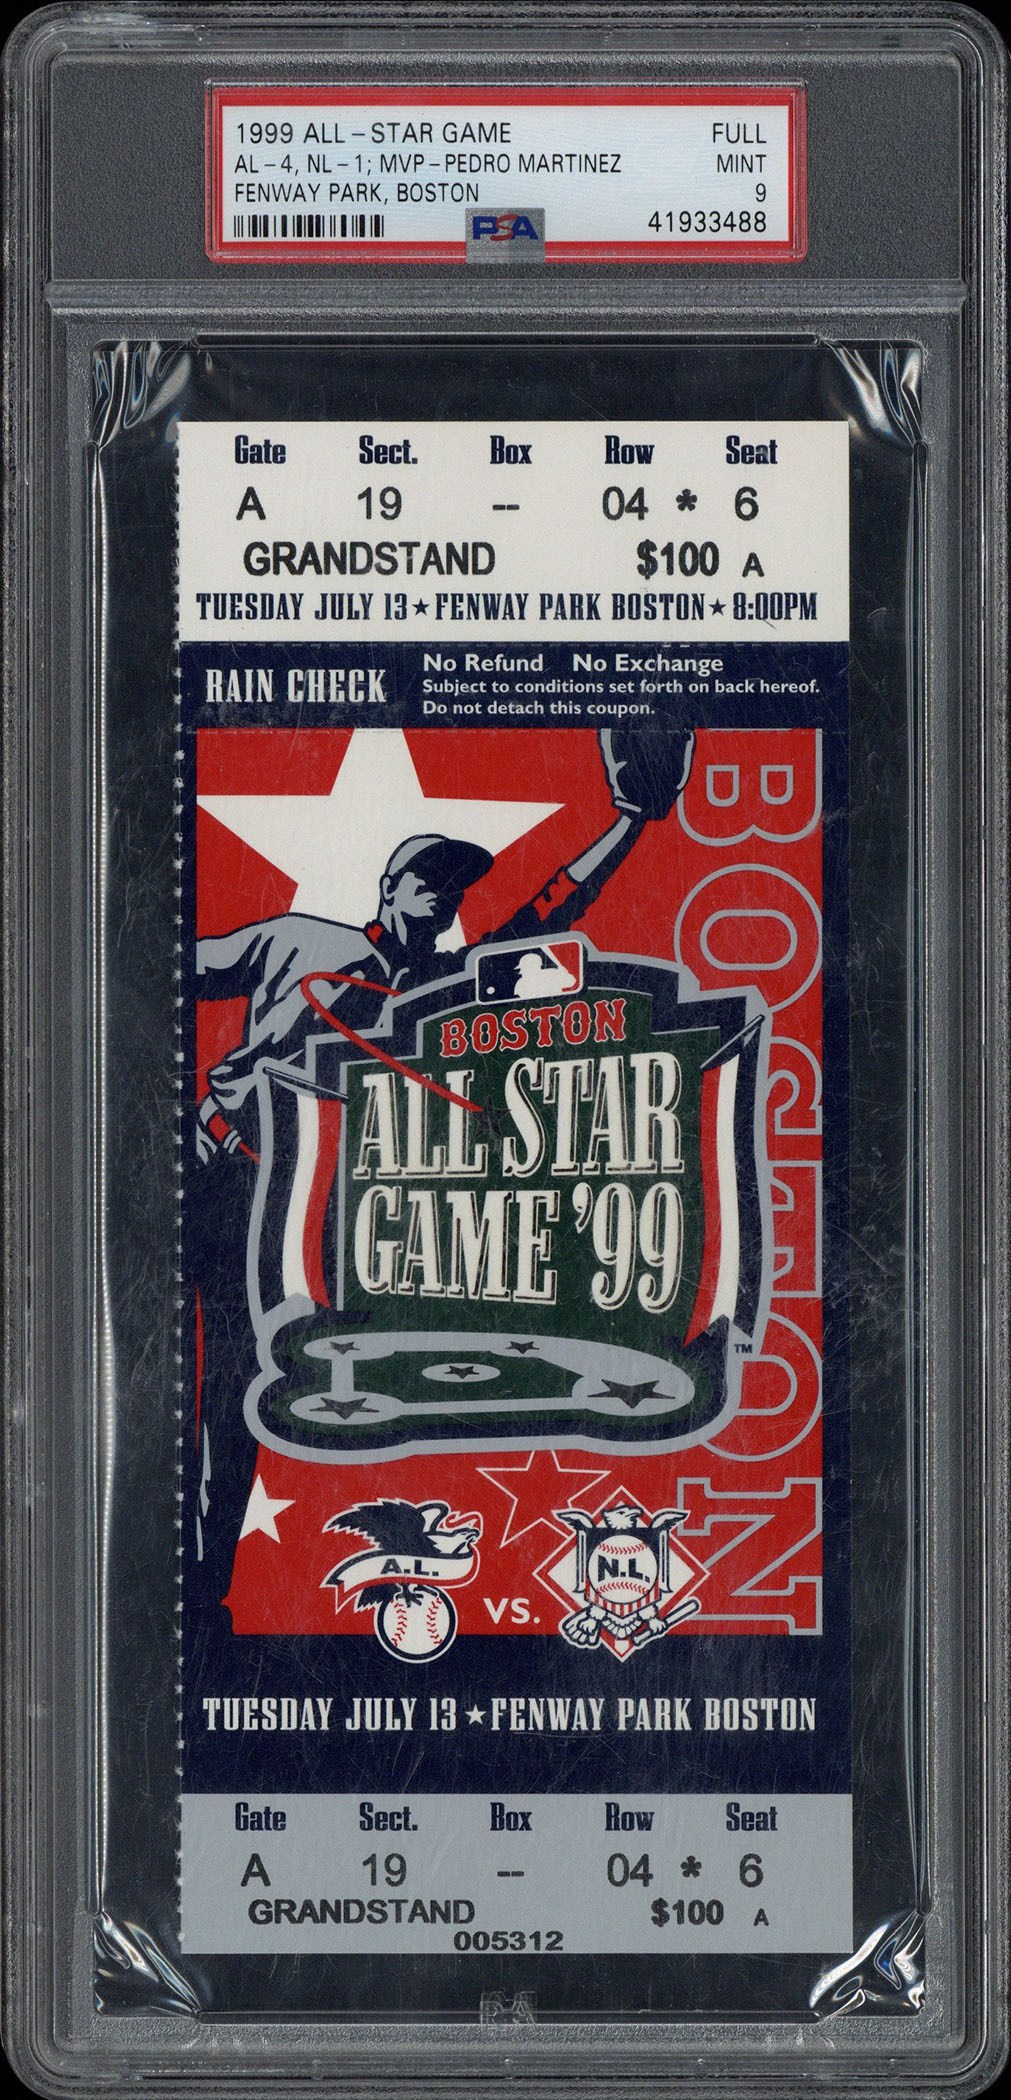 1999 ALL-STAR GAME FULL
AL-4, NL-1; MVP-PEDRO MARTINEZ MINT
FENWAY PARK, BOSTON 9
PSA 41933488
Gate Sect. Box Row Seat
A 19 -- 04 * 6
GRANDSTAND $100 A
TUESDAY JULY 13★FENWAY PARK BOSTON★8:00PM
RAIN CHECK
No Refund No Exchange
Subject to conditions set forth on back hereof.
Do not detach this coupon.
BOSTON
BOSTON
ALL STAR
GAME '99
TM
A.L. VS. N.L.
TUESDAY JULY 13★FENWAY PARK BOSTON
Gate Sect. Box Row Seat
A 19 -- 04 * 6
GRANDSTAND $100 A
005312
PSA